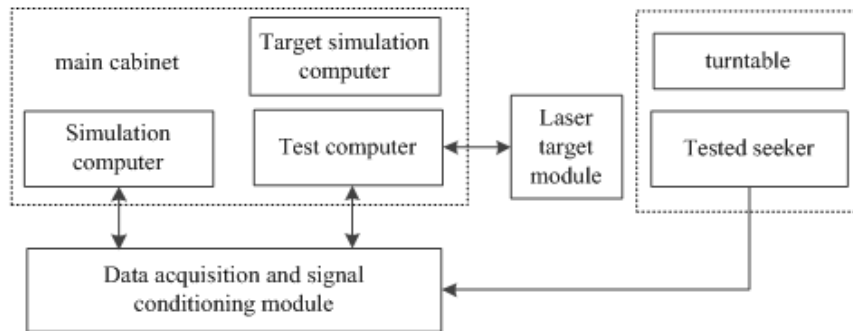 main cabinet
Target simulation
computer
Simulation
computer
Test computer
Laser
target
module
turntable
Tested seeker
Data acquisition and signal
conditioning module